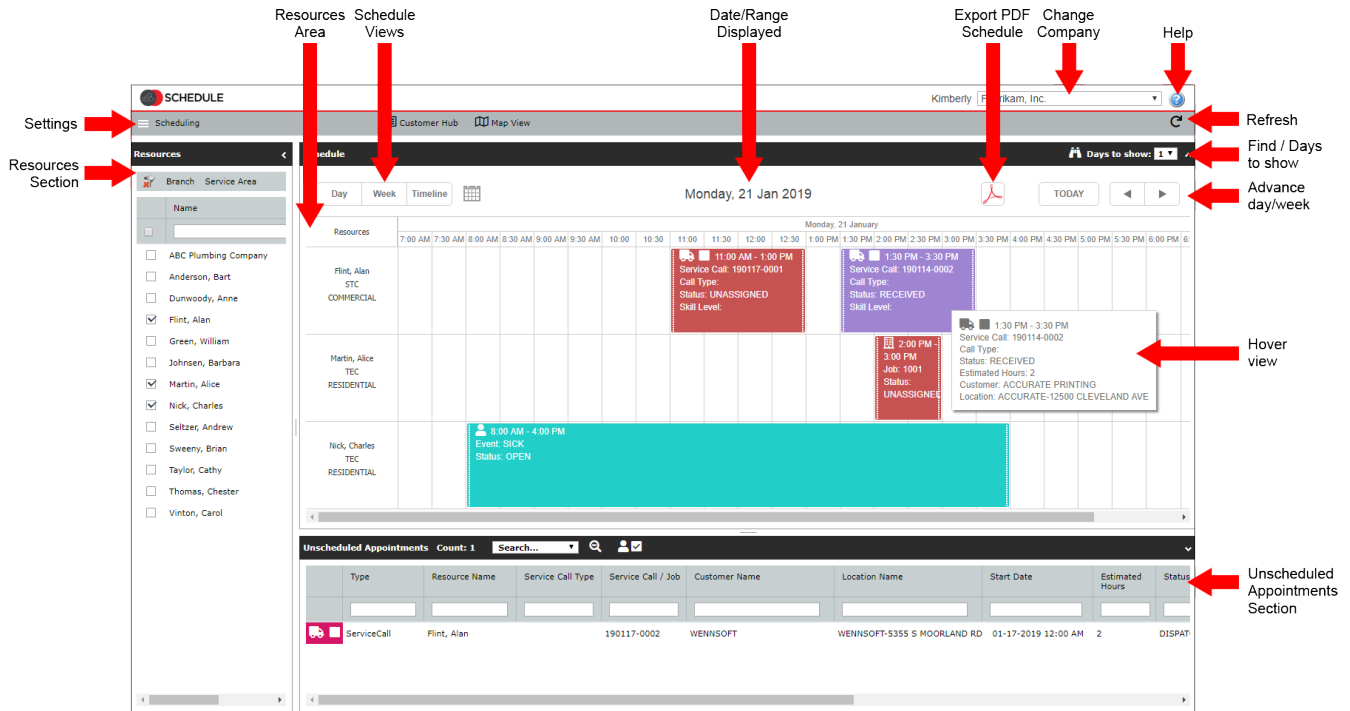 Resources Area
Schedule Views
Date/Range Displayed
Export PDF Schedule
Change Company
Help
SCHEDULE
Kimberly
Settings
Scheduling
Customer Hub
Map View
Refresh
Resources Section
Resources
Schedule
Days to show: 1
Find / Days to show
Branch Service Area
Day Week Timeline
Monday, 21 Jan 2019
TODAY
Advance day/week
Name
Resources
Monday, 21 January
7:00 AM 7:30 AM 8:00 AM 8:30 AM 9:00 AM 9:30 AM 10:00 10:30 11:00 11:30 12:00 12:30 1:00 PM 1:30 PM 2:00 PM 2:30 PM 3:00 PM 3:30 PM 4:00 PM 4:30 PM 5:00 PM 5:30 PM 6:00 PM 6:
ABC Plumbing Company
Anderson, Bart
Dunwoody, Anne
Flint, Alan
Green, William
Johnsen, Barbara
Martin, Alice
Nick, Charles
Seltzer, Andrew
Sweeny, Brian
Taylor, Cathy
Thomas, Chester
Vinton, Carol
Flint, Alan
STC
COMMERCIAL
11:00 AM - 1:00 PM
Service Call: 190117-0001
Call Type:
Status: UNASSIGNED
Skill Level:
1:30 PM - 3:30 PM
Service Call: 190114-0002
Call Type:
Status: RECEIVED
Skill Level:
Martin, Alice
TEC
RESIDENTIAL
2:00 PM -
3:00 PM
Job: 1001
Status:
UNASSIGNED
1:30 PM - 3:30 PM
Service Call: 190114-0002
Call Type:
Status: RECEIVED
Estimated Hours: 2
Customer: ACCURATE PRINTING
Location: ACCURATE-12500 CLEVELAND AVE
Hover view
Nick, Charles
TEC
RESIDENTIAL
8:00 AM - 4:00 PM
Event: SICK
Status: OPEN
Unscheduled Appointments Count: 1 Search...
Type
Resource Name
Service Call Type
Service Call / Job
Customer Name
Location Name
Start Date
Estimated Hours
Status
ServiceCall
Flint, Alan
190117-0002
WENNSOFT
WENNSOFT-5355 S MOORLAND RD
01-17-2019 12:00 AM
2
DISPAT
Unscheduled Appointments Section